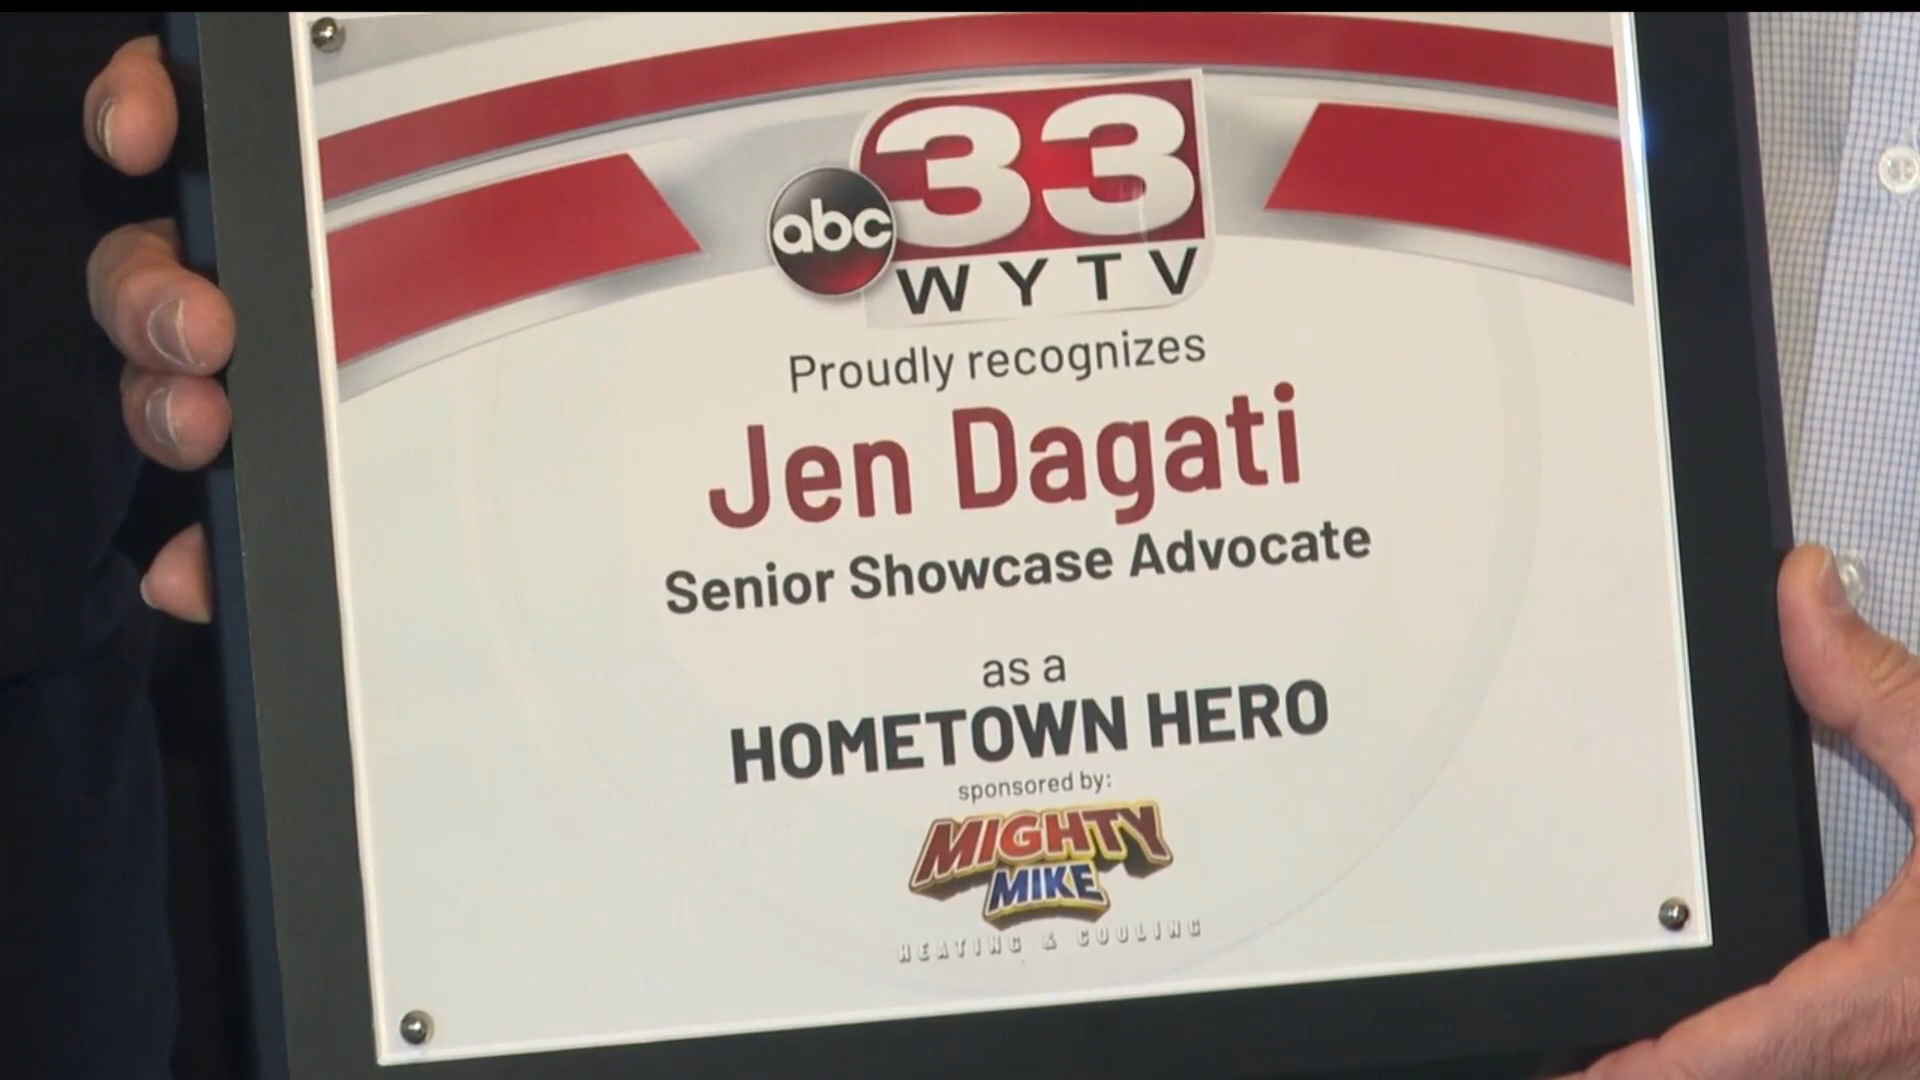 33
abc
WYTV
Proudly recognizes
Jen Dagati
Senior Showcase Advocate
as a
HOMETOWN HERO
sponsored by:
MIGHTY
MIKE
HEATING & COOLING